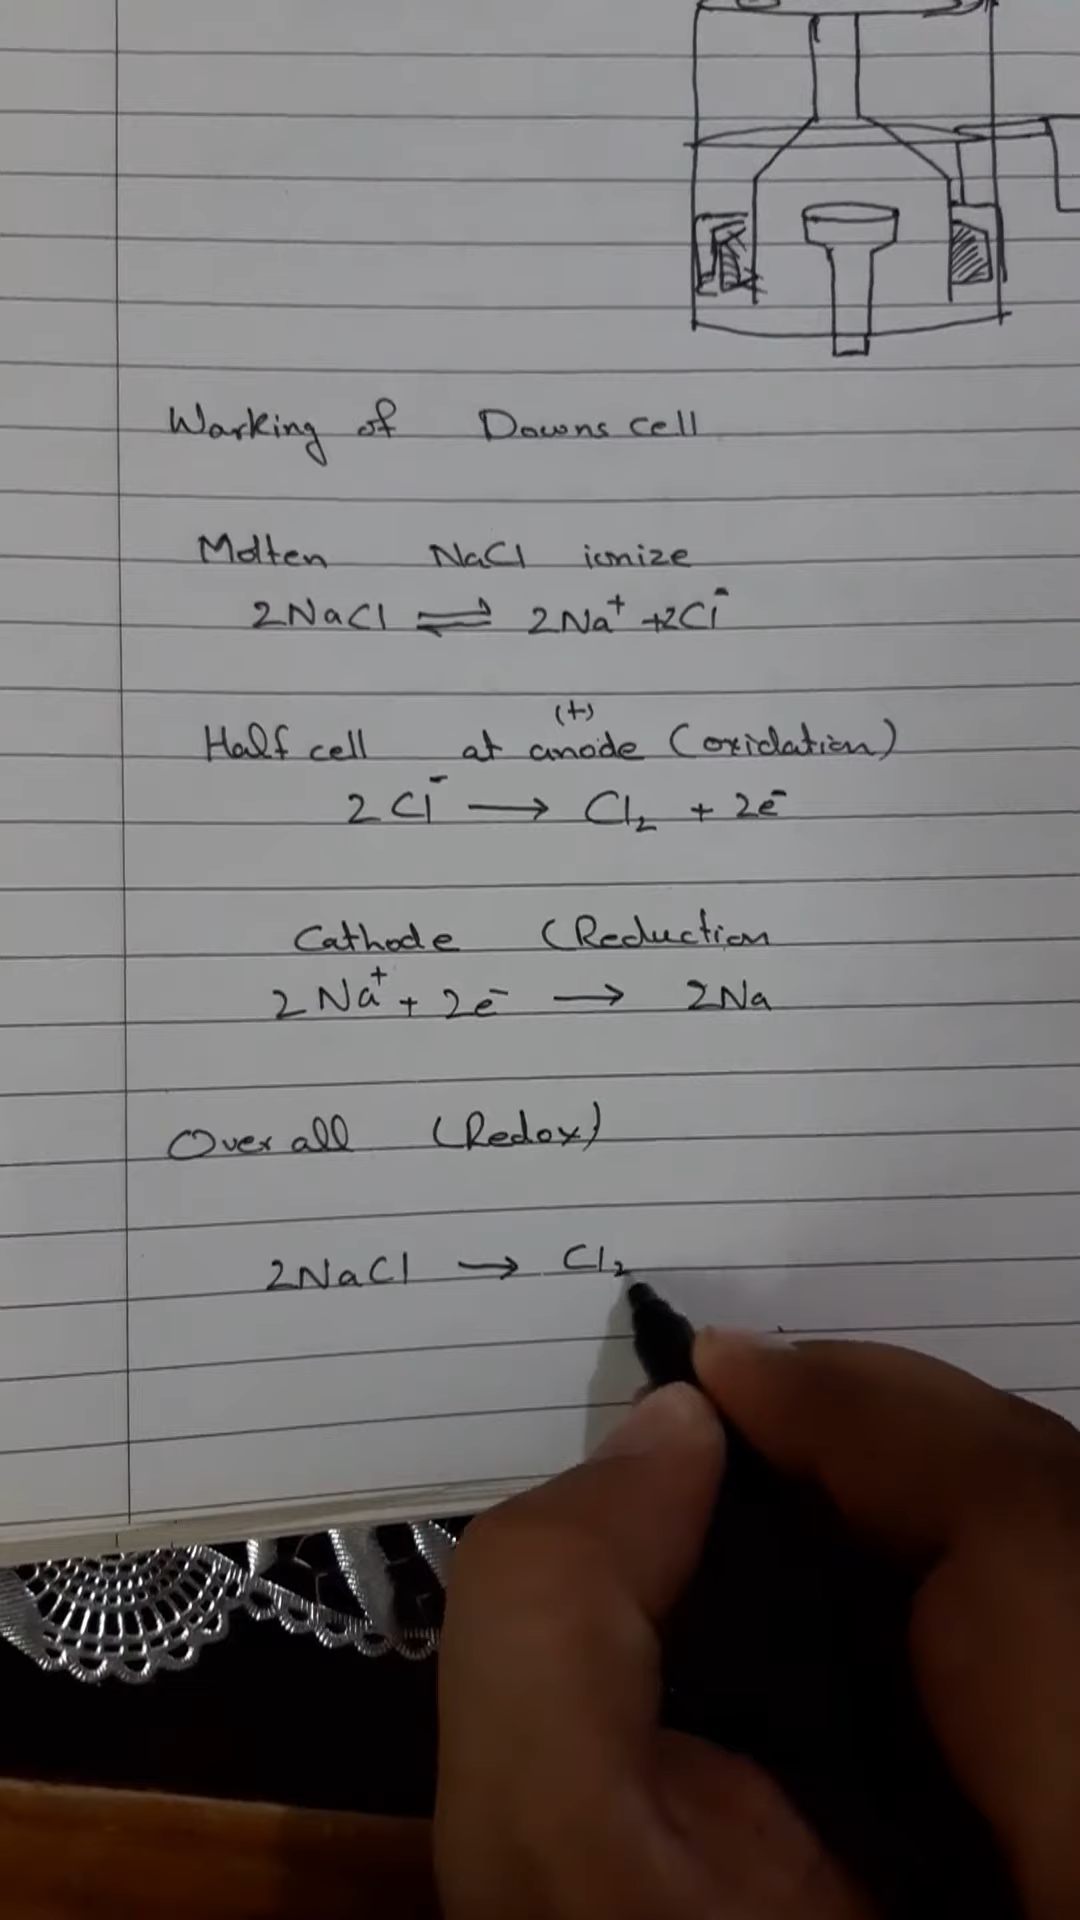 Working of Downs cell
Molten NaCl ionize
2NaCl ⇌ 2Na⁺ + 2Cl⁻
(+)
Half cell at anode (oxidation)
2Cl⁻ → Cl₂ + 2e⁻
Cathode (Reduction
2Na⁺ + 2e⁻ → 2Na
Over all (Redox)
2NaCl → Cl₂